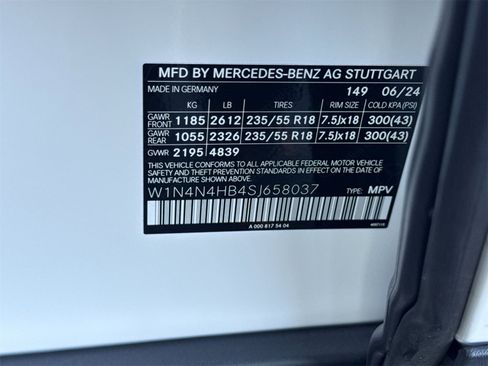 MFD BY MERCEDES-BENZ AG STUTTGART
MADE IN GERMANY 149 06/24
KG LB TIRES RIM SIZE COLD KPA(PSI)
GAWR FRONT 1185 2612 235/55 R18 7.5Jx18 300(43)
GAWR REAR 1055 2326 235/55 R18 7.5Jx18 300(43)
GVWR 2195 4839
THIS VEHICLE CONFORMS TO ALL APPLICABLE FEDERAL MOTOR VEHICLE
SAFETY AND THEFT PREVENTION STANDARDS IN EFFECT ON THE DATE
OF MANUFACTURE SHOWN ABOVE.
W1N4N4HB4SJ658037 TYPE: MPV
A 000 817 54 04